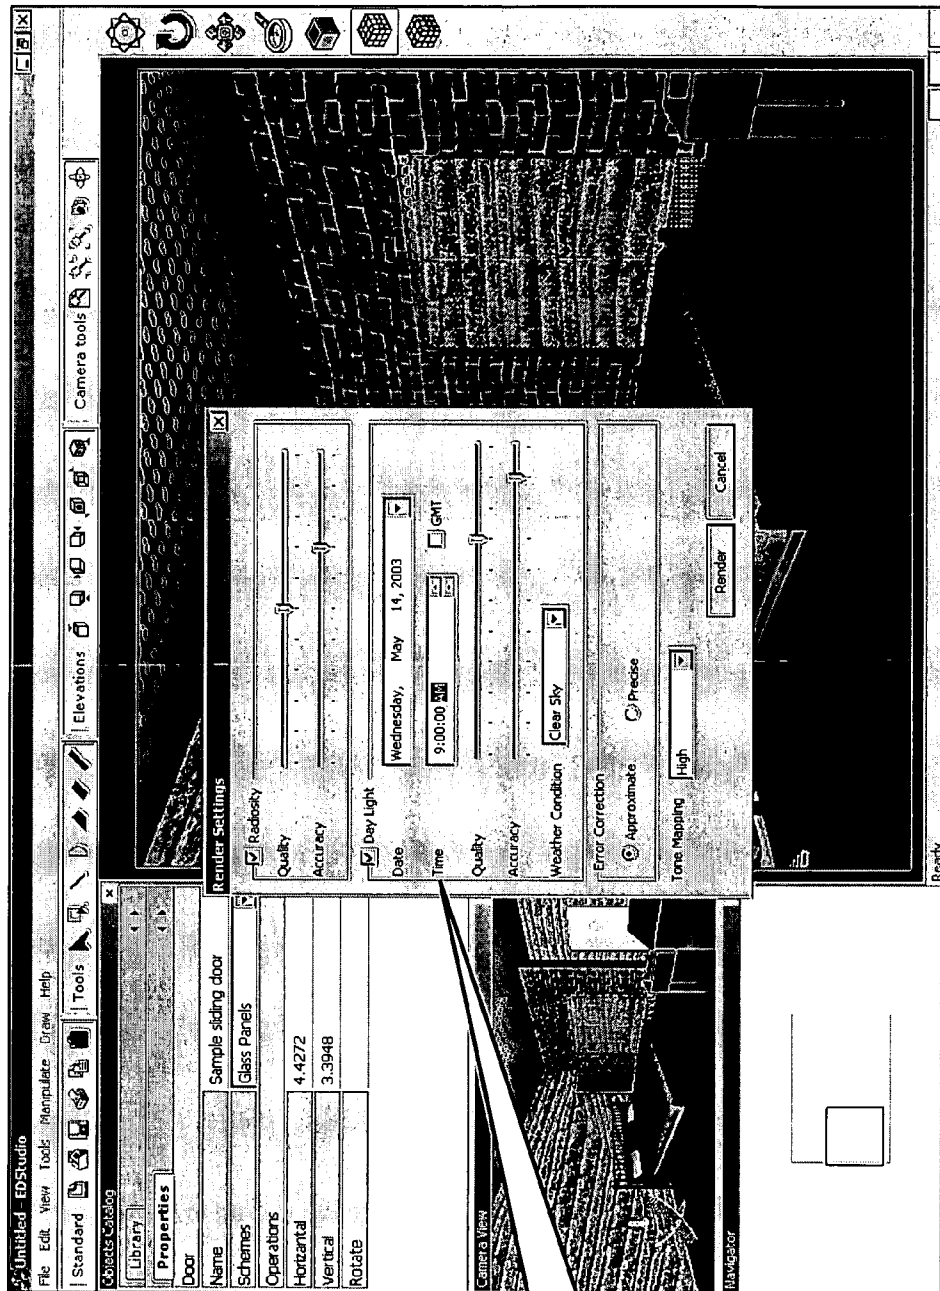 Untitled - EDStudio
File Edit View Tools Manipulate Draw Help
Standard
Tools
Elevations
Camera tools
Objects Catalog
Library
Properties
Door
Name Sample sliding door
Schemes Glass Panels
Operations
Horizantal 4.4272
Vertical 3.3948
Rotate
Camera View
Navigator
Render Settings
Radiosity
Quality
Accuracy
Day Light
Date Wednesday, May 14, 2003
Time 9:00:00 AM GMT
Quality
Accuracy
Weather Condition Clear Sky
Error Correction
Approximate Precise
Tone Mapping High
Render Cancel
Ready